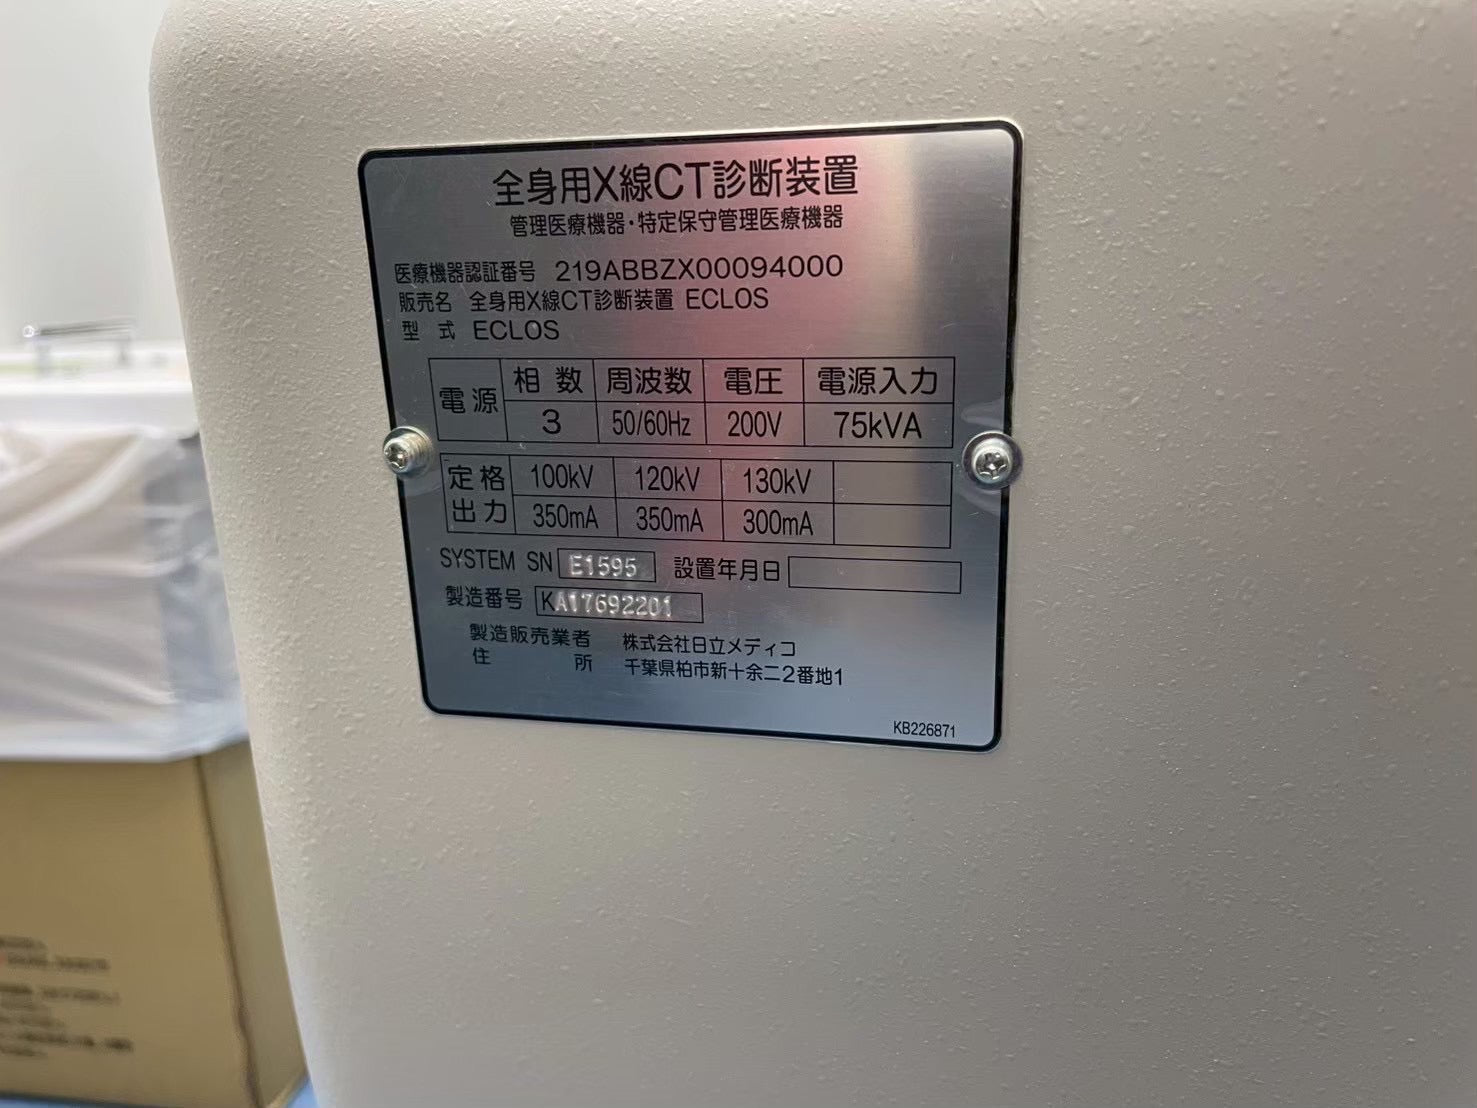 全身用X線CT診断装置
管理医療機器・特定保守管理医療機器
医療機器認証番号 219ABBZX00094000
販売名 全身用X線CT診断装置 ECLOS
型 式 ECLOS
電源 相数 周波数 電圧 電源入力
3 50/60Hz 200V 75kVA
定格出力 100kV 120kV 130kV
350mA 350mA 300mA
SYSTEM SN E1595 設置年月日
製造番号 KA17692201
製造販売業者 株式会社日立メディコ
住 所 千葉県柏市新十余二2番地1
KB226871